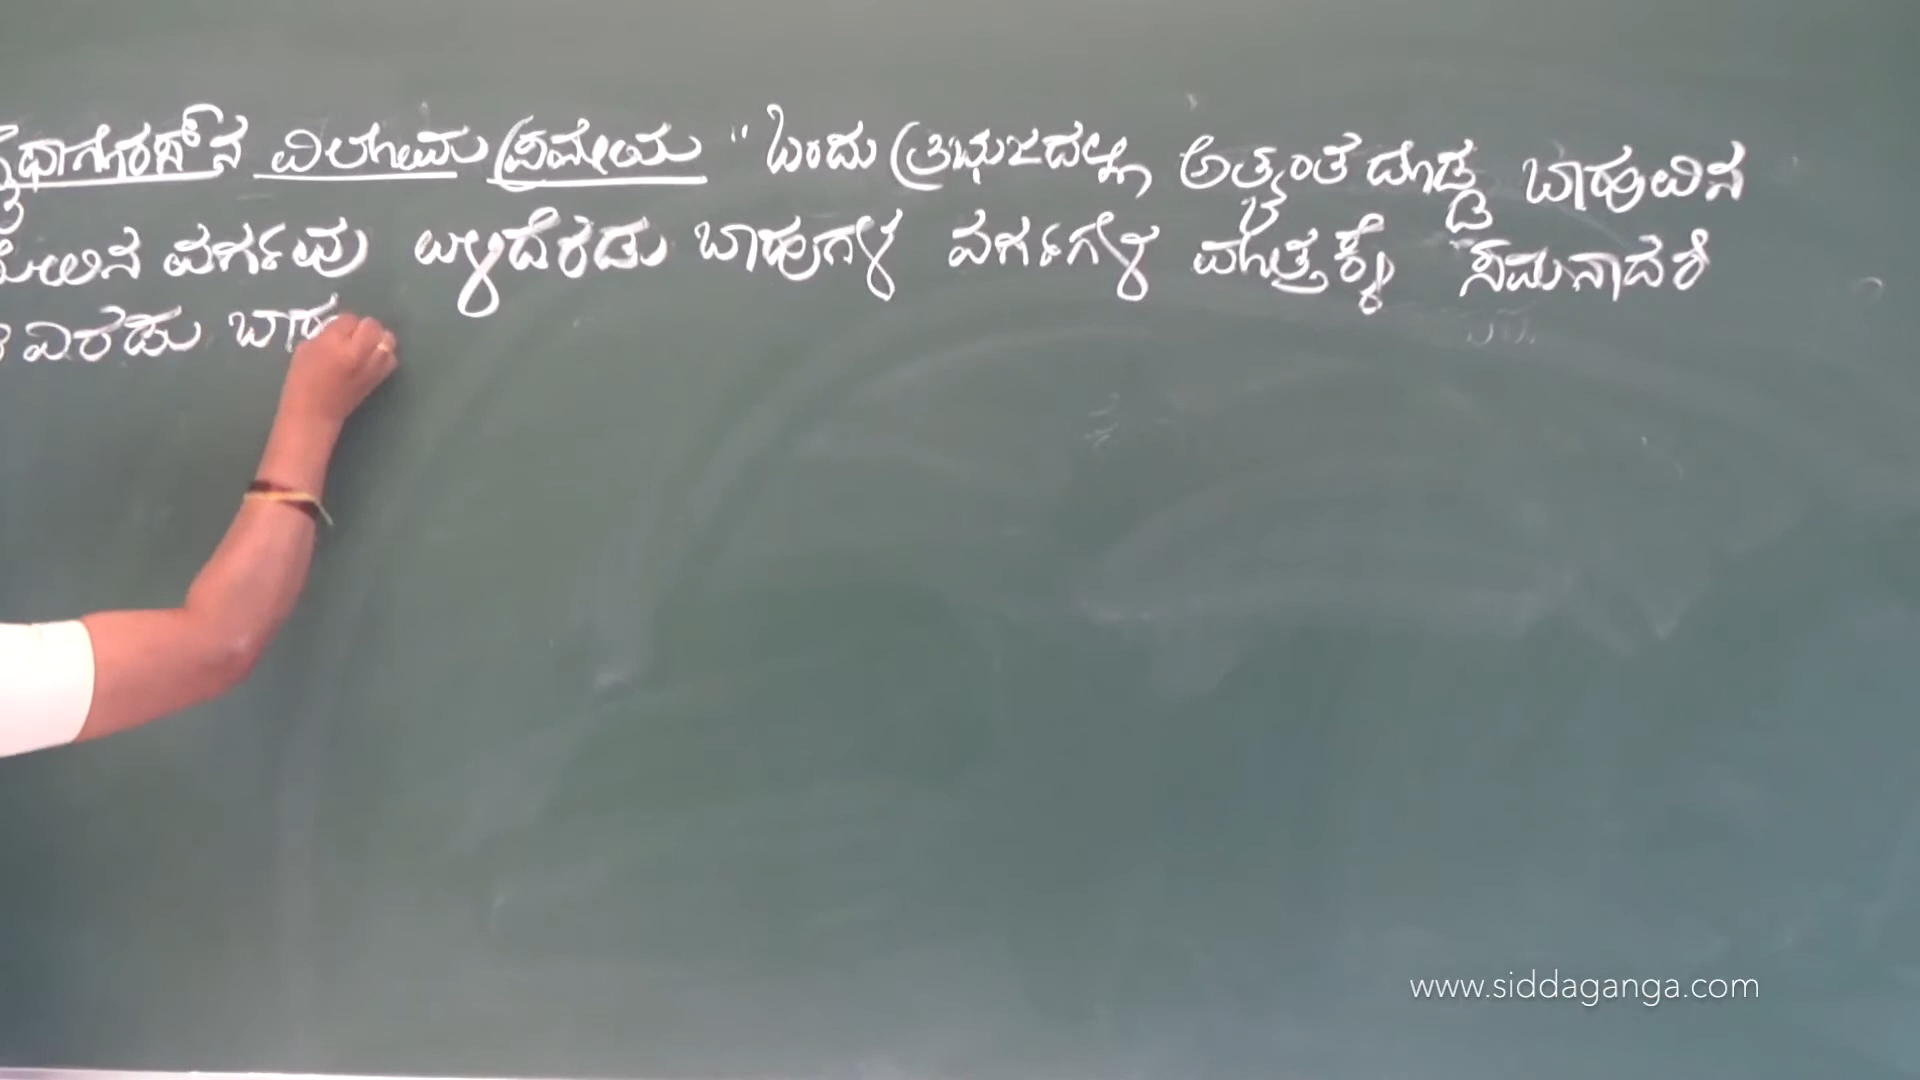 ಪೈಥಾಗೊರಸ್‌ನ ವಿಲೋಮ ಪ್ರಮೇಯ "ಒಂದು ತ್ರಿಭುಜದಲ್ಲಿ ಅತ್ಯಂತ ದೊಡ್ಡ ಬಾಹುವಿನ
ಮೇಲಿನ ವರ್ಗವು ಉಳಿದೆರಡು ಬಾಹುಗಳ ವರ್ಗಗಳ ಮೊತ್ತಕ್ಕೆ ಸಮನಾದರೆ
ಎರಡು
www.siddaganga.com